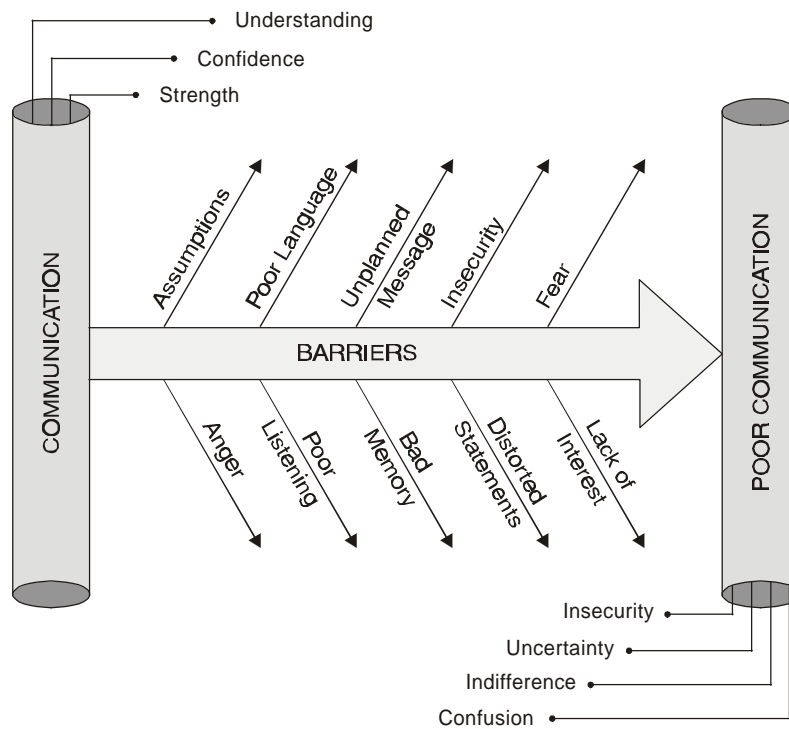 Understanding
Confidence
Strength
COMMUNICATION
Assumptions
Poor Language
Unplanned
Message
Insecurity
Fear
BARRIERS
Anger
Poor
Listening
Bad
Memory
Distorted
Statements
Lack of
Interest
POOR COMMUNICATION
Insecurity
Uncertainty
Indifference
Confusion